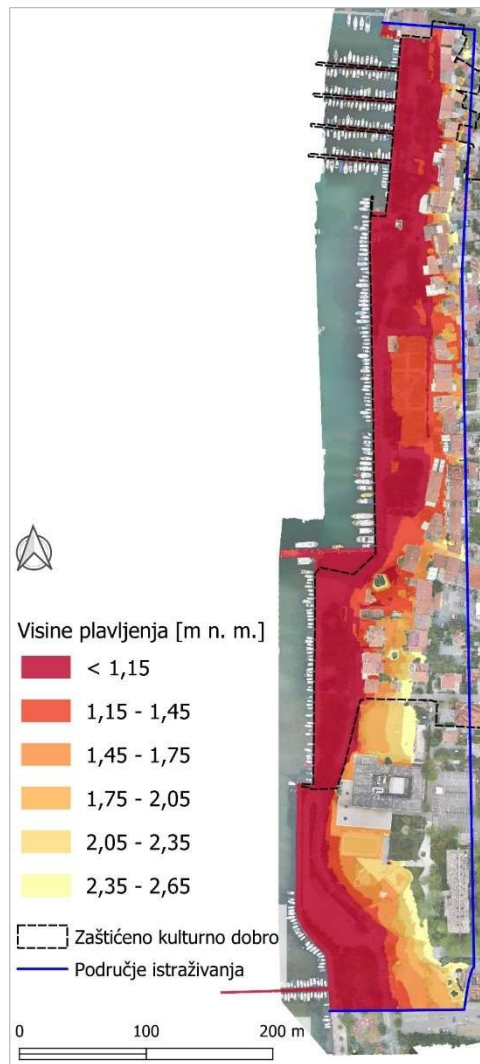 Visine plavljenja [m n. m.]
< 1,15
1,15 - 1,45
1,45 - 1,75
1,75 - 2,05
2,05 - 2,35
2,35 - 2,65
Zaštićeno kulturno dobro
Područje istraživanja
0 100 200 m